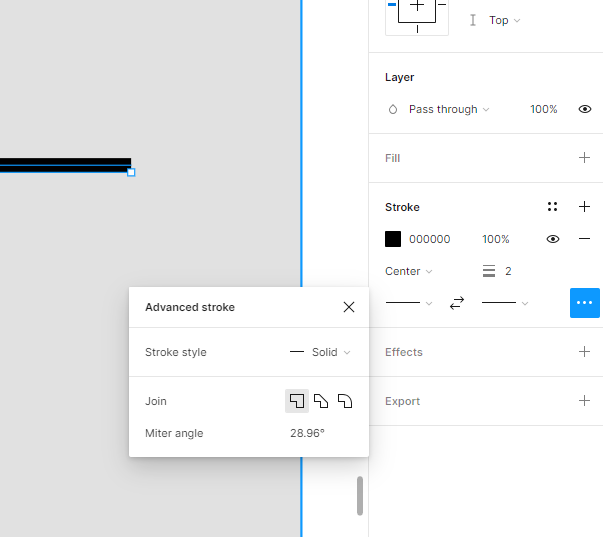 Top
Layer
Pass through 100%
Fill
Stroke
000000 100%
Center 2
Advanced stroke
Stroke style Solid
Join
Miter angle 28.96°
Effects
Export